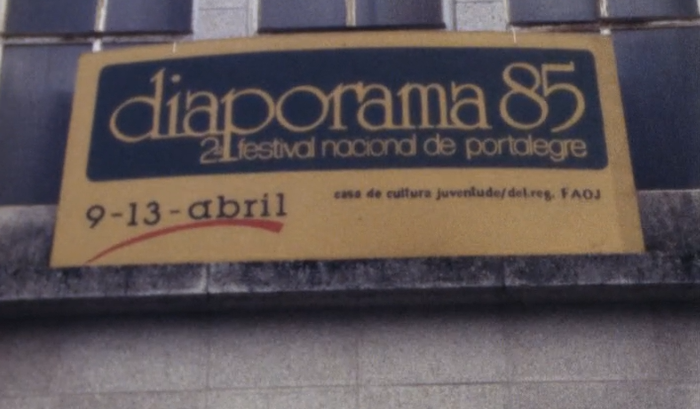 diaporama 85
2º festival nacional de portalegre
9-13-abril
casa de cultura juventude/del.reg. FAOJ